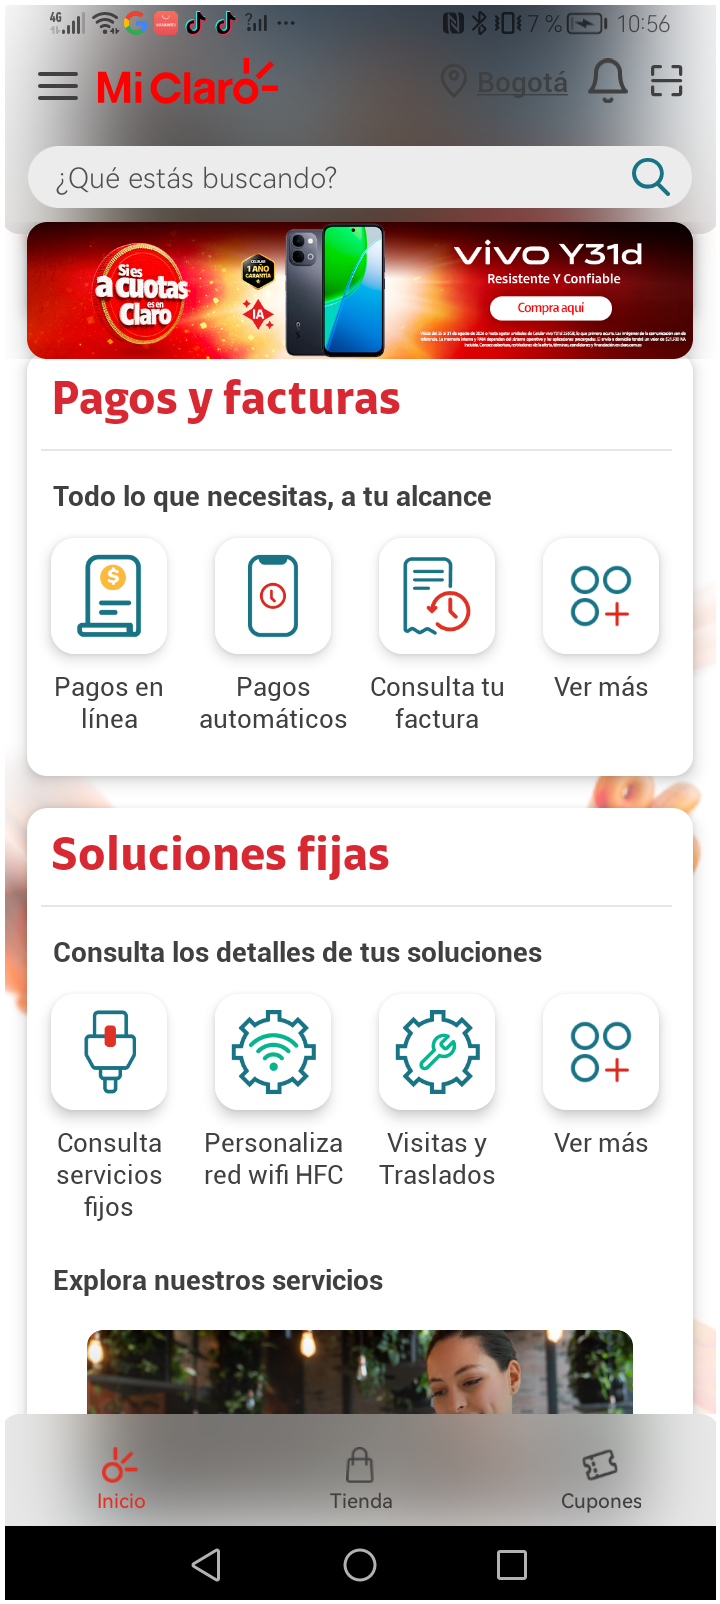 4G
7 %
10:56
Mi Claro
Bogotá
¿Qué estás buscando?
Si es
a cuotas
es en
Claro
1 AÑO
GARANTÍA
IA
vivo Y31d
Resistente Y Confiable
Compra aquí
Pagos y facturas
Todo lo que necesitas, a tu alcance
Pagos en
línea
Pagos
automáticos
Consulta tu
factura
Ver más
Soluciones fijas
Consulta los detalles de tus soluciones
Consulta
servicios
fijos
Personaliza
red wifi HFC
Visitas y
Traslados
Ver más
Explora nuestros servicios
Inicio
Tienda
Cupones